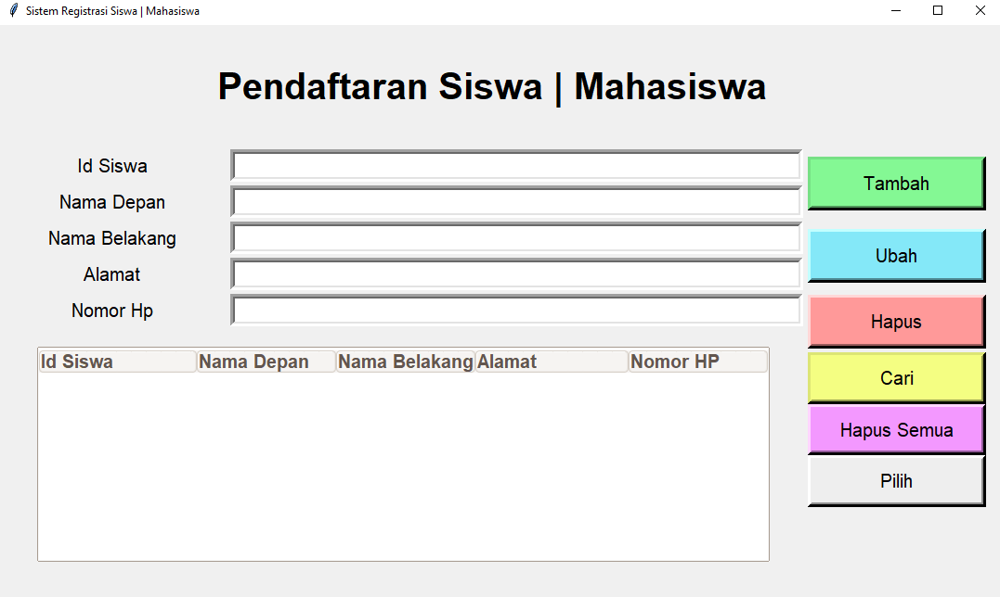 Sistem Registrasi Siswa | Mahasiswa
Pendaftaran Siswa | Mahasiswa
Id Siswa
Nama Depan
Nama Belakang
Alamat
Nomor Hp
Tambah
Ubah
Hapus
Cari
Hapus Semua
Pilih
Id Siswa Nama Depan Nama Belakang Alamat Nomor HP